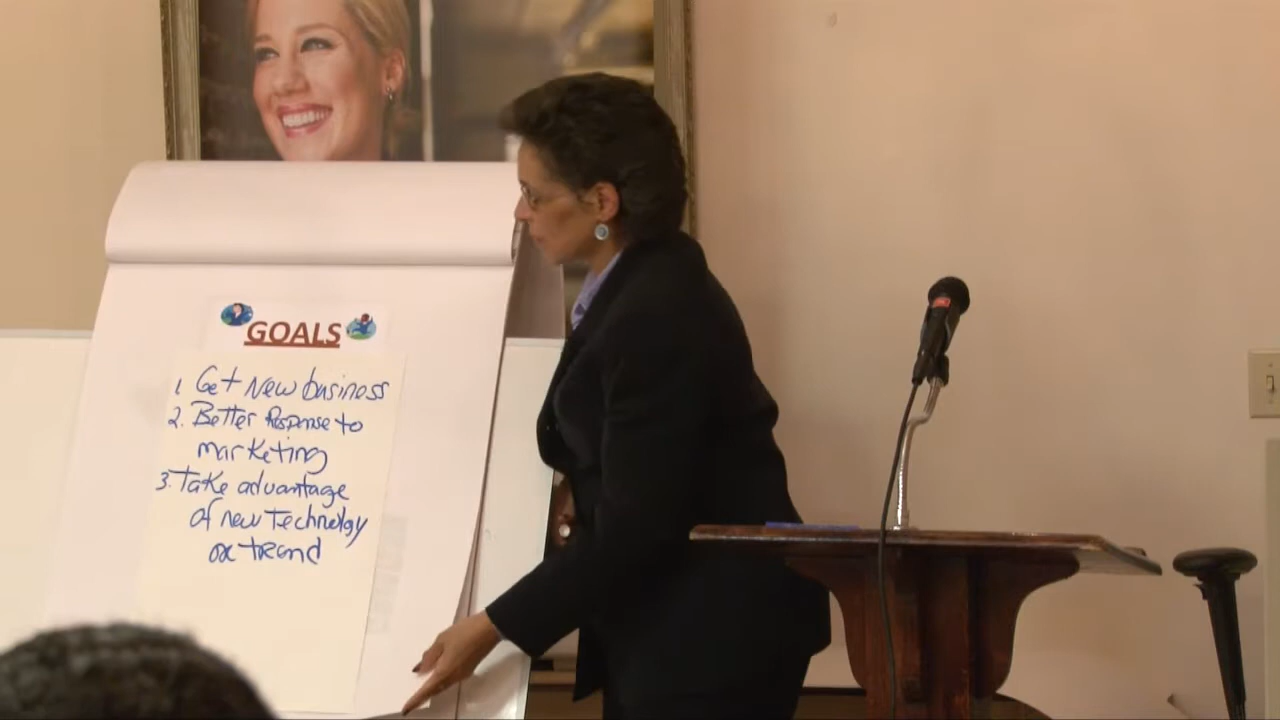 GOALS
1 Get New business
2. Better Response to
marketing
3. Take advantage
of new Technology
or trend